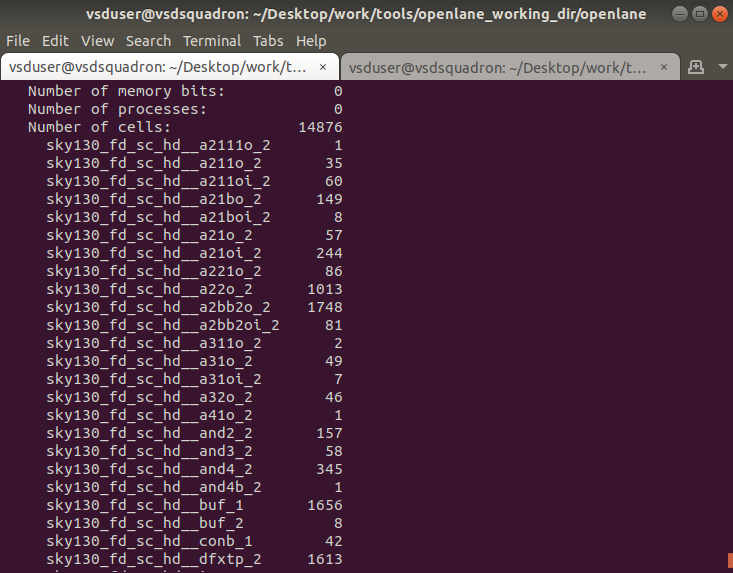 vsduser@vsdsquadron: ~/Desktop/work/tools/openlane_working_dir/openlane
File Edit View Search Terminal Tabs Help
vsduser@vsdsquadron: ~/Desktop/work/t... × vsduser@vsdsquadron: ~/Desktop/work/t... ×
Number of memory bits: 0
Number of processes: 0
Number of cells: 14876
sky130_fd_sc_hd__a2111o_2 1
sky130_fd_sc_hd__a211o_2 35
sky130_fd_sc_hd__a211oi_2 60
sky130_fd_sc_hd__a21bo_2 149
sky130_fd_sc_hd__a21boi_2 8
sky130_fd_sc_hd__a21o_2 57
sky130_fd_sc_hd__a21oi_2 244
sky130_fd_sc_hd__a221o_2 86
sky130_fd_sc_hd__a22o_2 1013
sky130_fd_sc_hd__a2bb2o_2 1748
sky130_fd_sc_hd__a2bb2oi_2 81
sky130_fd_sc_hd__a311o_2 2
sky130_fd_sc_hd__a31o_2 49
sky130_fd_sc_hd__a31oi_2 7
sky130_fd_sc_hd__a32o_2 46
sky130_fd_sc_hd__a41o_2 1
sky130_fd_sc_hd__and2_2 157
sky130_fd_sc_hd__and3_2 58
sky130_fd_sc_hd__and4_2 345
sky130_fd_sc_hd__and4b_2 1
sky130_fd_sc_hd__buf_1 1656
sky130_fd_sc_hd__buf_2 8
sky130_fd_sc_hd__conb_1 42
sky130_fd_sc_hd__dfxtp_2 1613